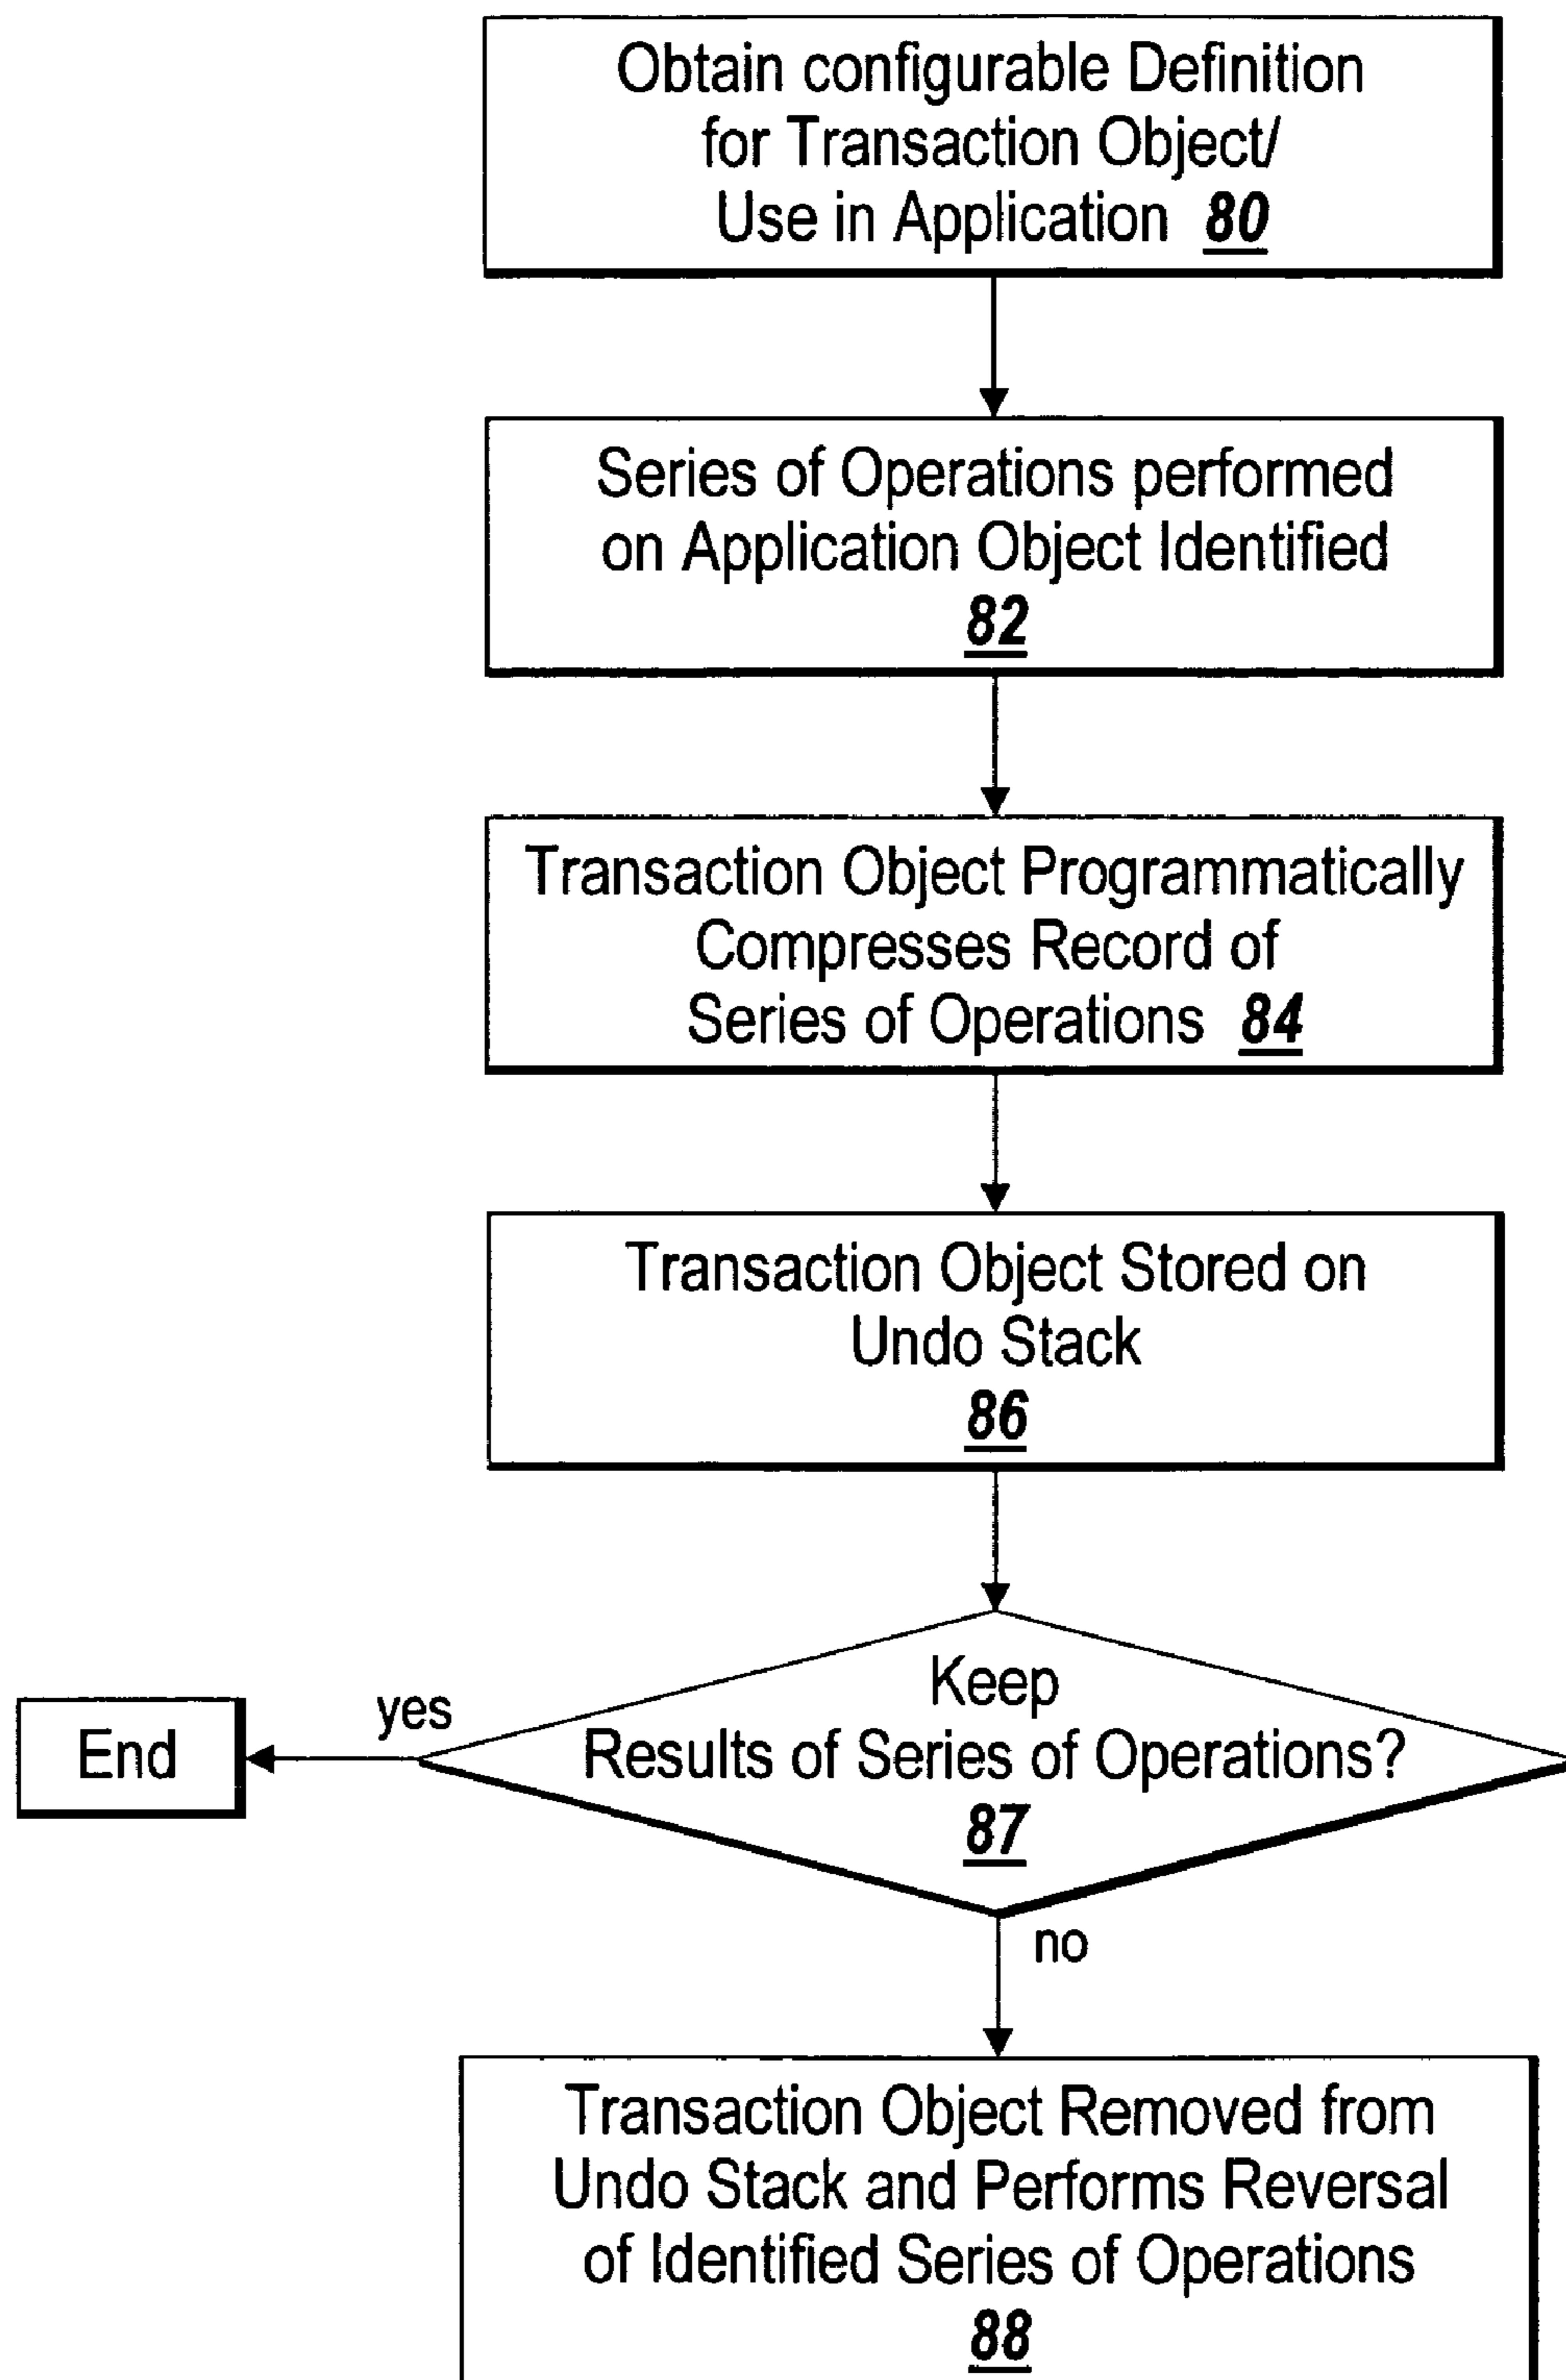 Obtain configurable Definition
for Transaction Object/
Use in Application 80
Series of Operations performed
on Application Object Identified
82
Transaction Object Programmatically
Compresses Record of
Series of Operations 84
Transaction Object Stored on
Undo Stack
86
Keep
Results of Series of Operations?
87
yes
End
no
Transaction Object Removed from
Undo Stack and Performs Reversal
of Identified Series of Operations
88